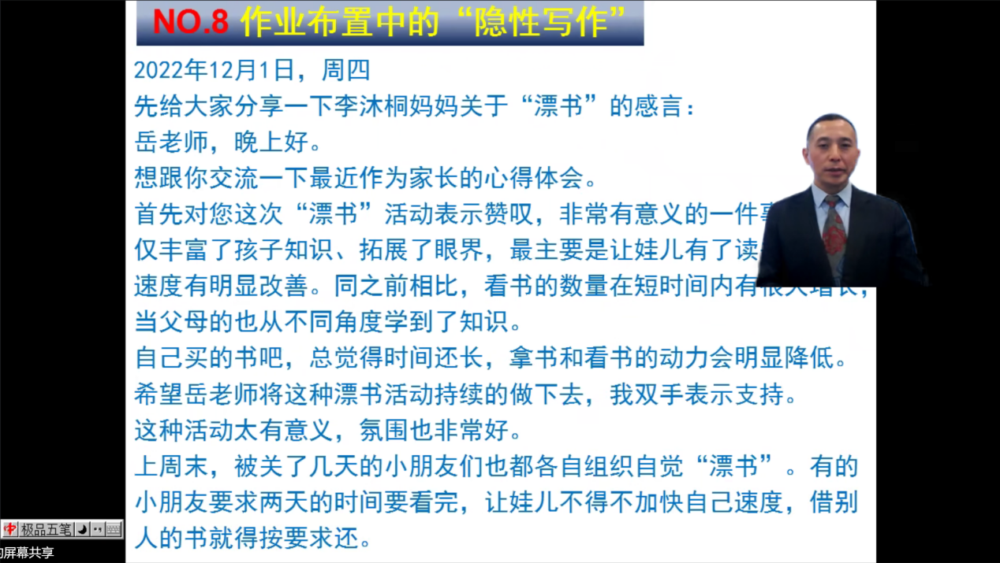 NO.8 作业布置中的“隐性写作”
2022年12月1日，周四
先给大家分享一下李沐桐妈妈关于“漂书”的感言：
岳老师，晚上好。
想跟你交流一下最近作为家长的心得体会。
首先对您这次“漂书”活动表示赞叹，非常有意义的一件
仅丰富了孩子知识、拓展了眼界，最主要是让娃儿有了读
速度有明显改善。同之前相比，看书的数量在短时间内有很大增长，
当父母的也从不同角度学到了知识。
自己买的书吧，总觉得时间还长，拿书和看书的动力会明显降低。
希望岳老师将这种漂书活动持续的做下去，我双手表示支持。
这种活动太有意义，氛围也非常好。
上周末，被关了几天的小朋友们也都各自组织自觉“漂书”。有的
小朋友要求两天的时间要看完，让娃儿不得不加快自己速度，借别
人的书就得按要求还。
中 极品五笔
的屏幕共享